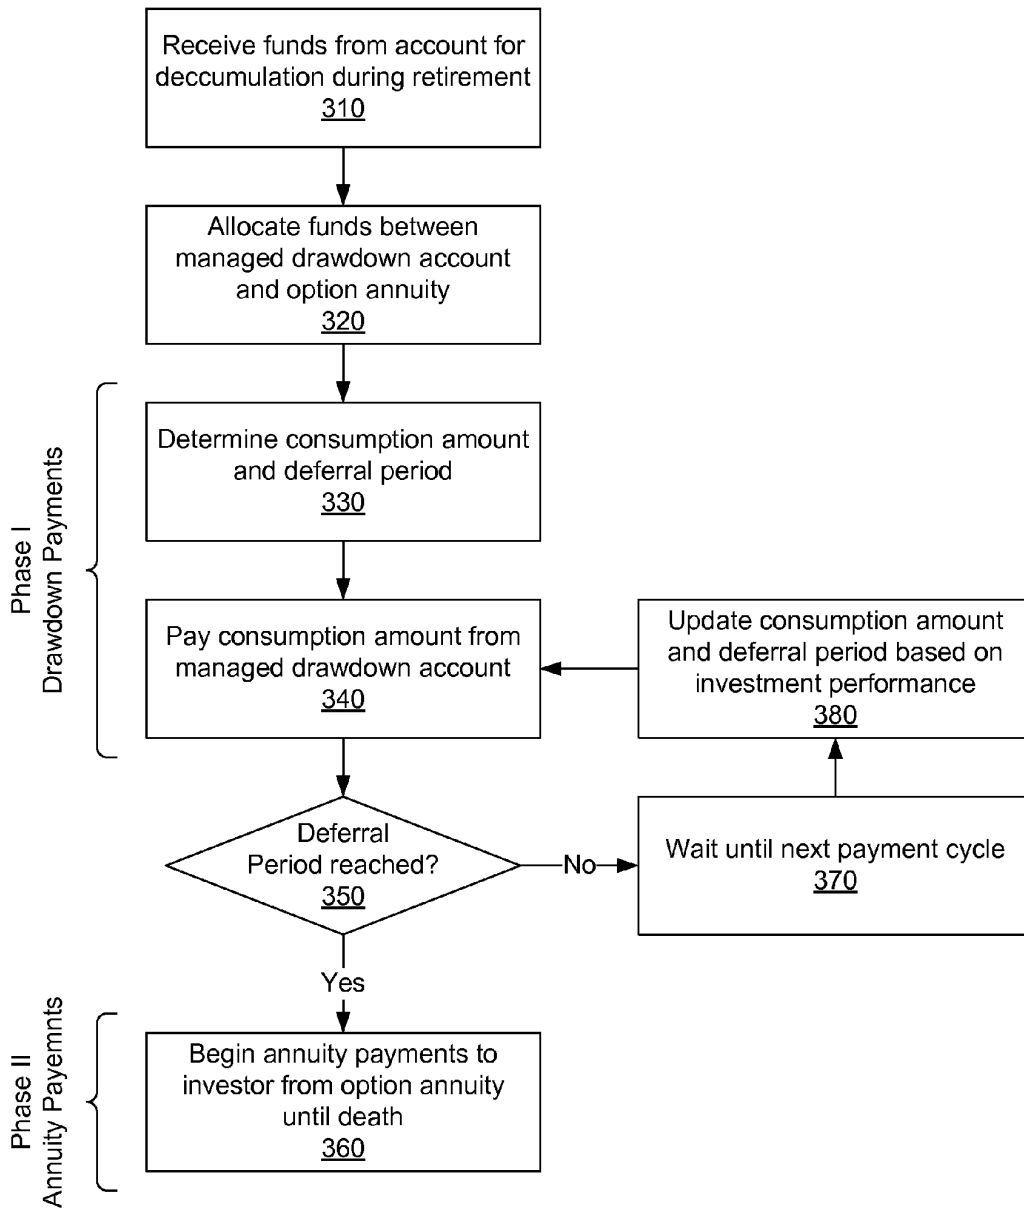 Receive funds from account for
deccumulation during retirement
310
Allocate funds between
managed drawdown account
and option annuity
320
Phase I
Drawdown Payments
Determine consumption amount
and deferral period
330
Pay consumption amount from
managed drawdown account
340
Update consumption amount
and deferral period based on
investment performance
380
Deferral
Period reached?
350
No
Wait until next payment cycle
370
Yes
Phase II
Annuity Payemnts
Begin annuity payments to
investor from option annuity
until death
360